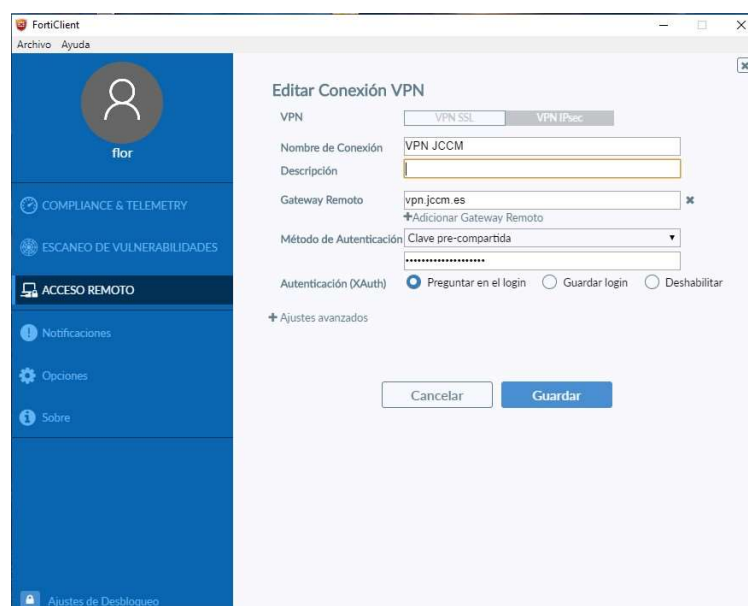 FortiClient
Archivo Ayuda
flor
COMPLIANCE & TELEMETRY
ESCANEO DE VULNERABILIDADES
ACCESO REMOTO
Notificaciones
Opciones
Sobre
Ajustes de Desbloqueo
Editar Conexión VPN
VPN VPN SSL VPN IPsec
Nombre de Conexión VPN JCCM
Descripción
Gateway Remoto vpn.jccm.es
+Adicionar Gateway Remoto
Método de Autenticación Clave pre-compartida
•••••••••••••••••••
Autenticación (XAuth) Preguntar en el login Guardar login Deshabilitar
+ Ajustes avanzados
Cancelar Guardar